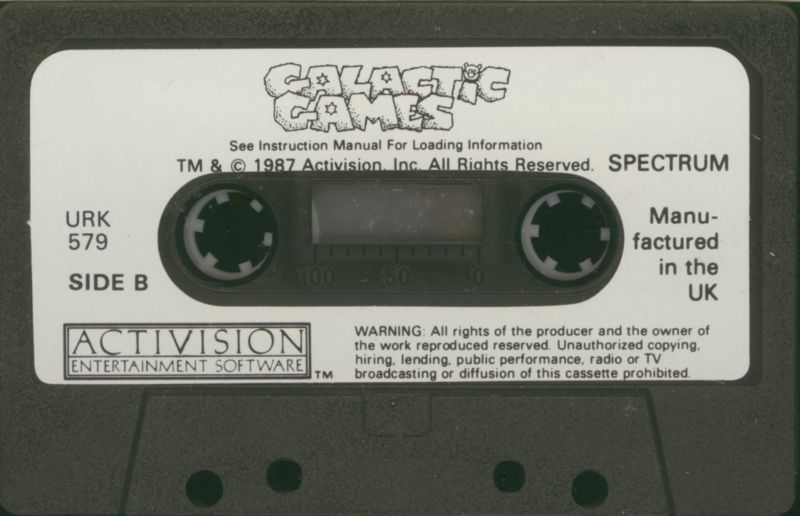 GALACTIC
GAMES
See Instruction Manual For Loading Information
TM & © 1987 Activision, Inc. All Rights Reserved. SPECTRUM
URK
579
SIDE B
Manu-
factured
in the
UK
100 50 0
ACTIVISION
ENTERTAINMENT SOFTWARE TM
WARNING: All rights of the producer and the owner of
the work reproduced reserved. Unauthorized copying,
hiring, lending, public performance, radio or TV
broadcasting or diffusion of this cassette prohibited.